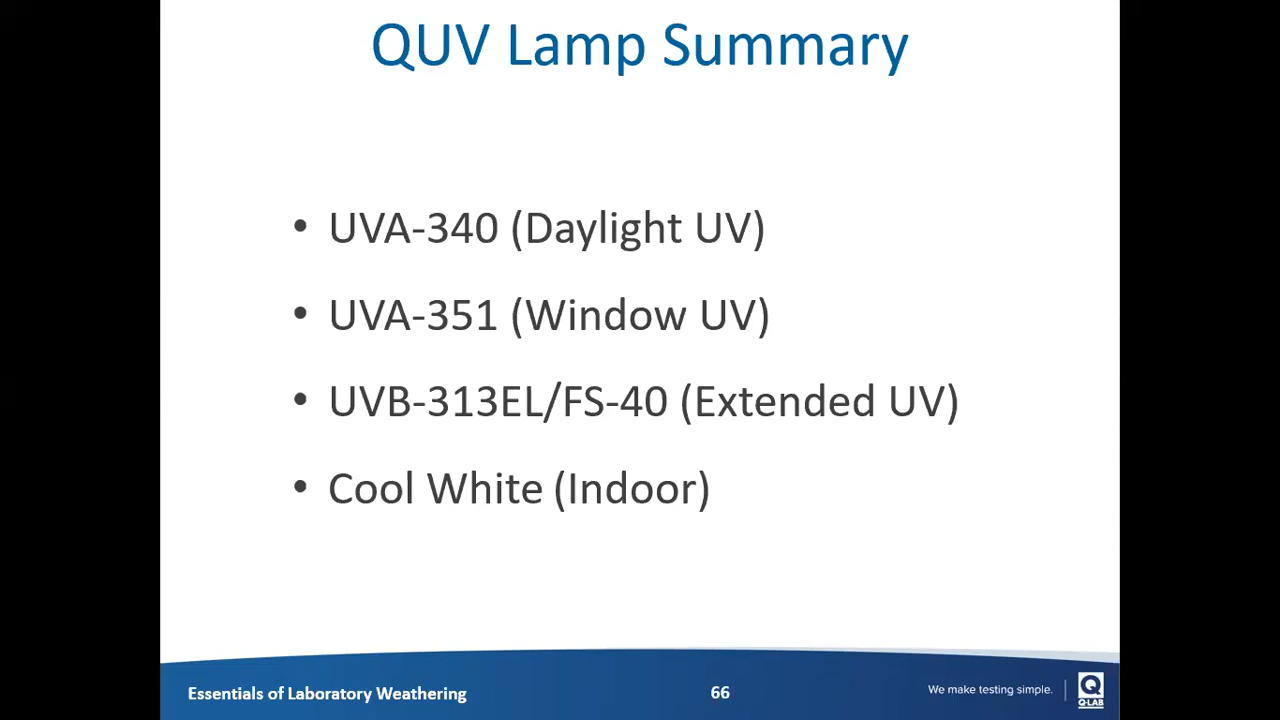 QUV Lamp Summary
• UVA-340 (Daylight UV)
• UVA-351 (Window UV)
• UVB-313EL/FS-40 (Extended UV)
• Cool White (Indoor)
Essentials of Laboratory Weathering
66
We make testing simple.
Q
Q-LAB